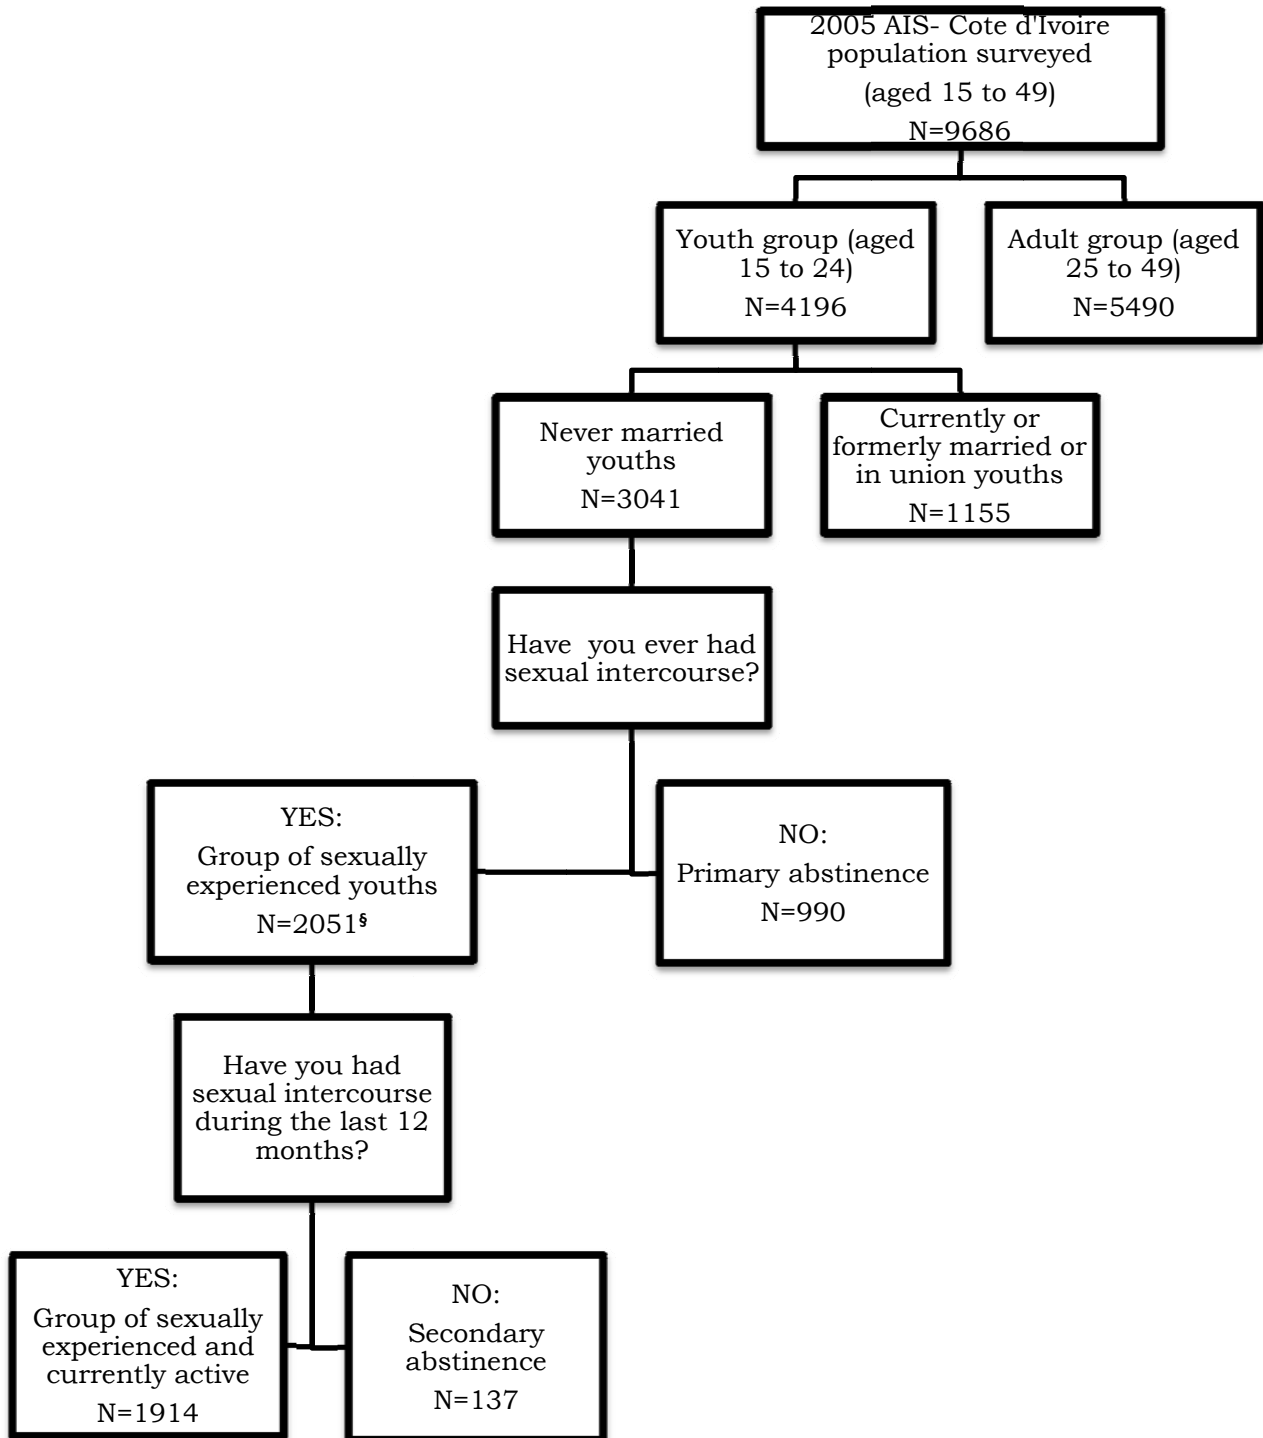 2005 AIS- Cote d'Ivoire
population surveyed
(aged 15 to 49)
N=9686
Youth group (aged
15 to 24)
N=4196
Adult group (aged
25 to 49)
N=5490
Never married
youths
N=3041
Currently or
formerly married or
in union youths
N=1155
Have you ever had
sexual intercourse?
YES:
Group of sexually
experienced youths
N=2051§
NO:
Primary abstinence
N=990
Have you had
sexual intercourse
during the last 12
months?
YES:
Group of sexually
experienced and
currently active
N=1914
NO:
Secondary
abstinence
N=137